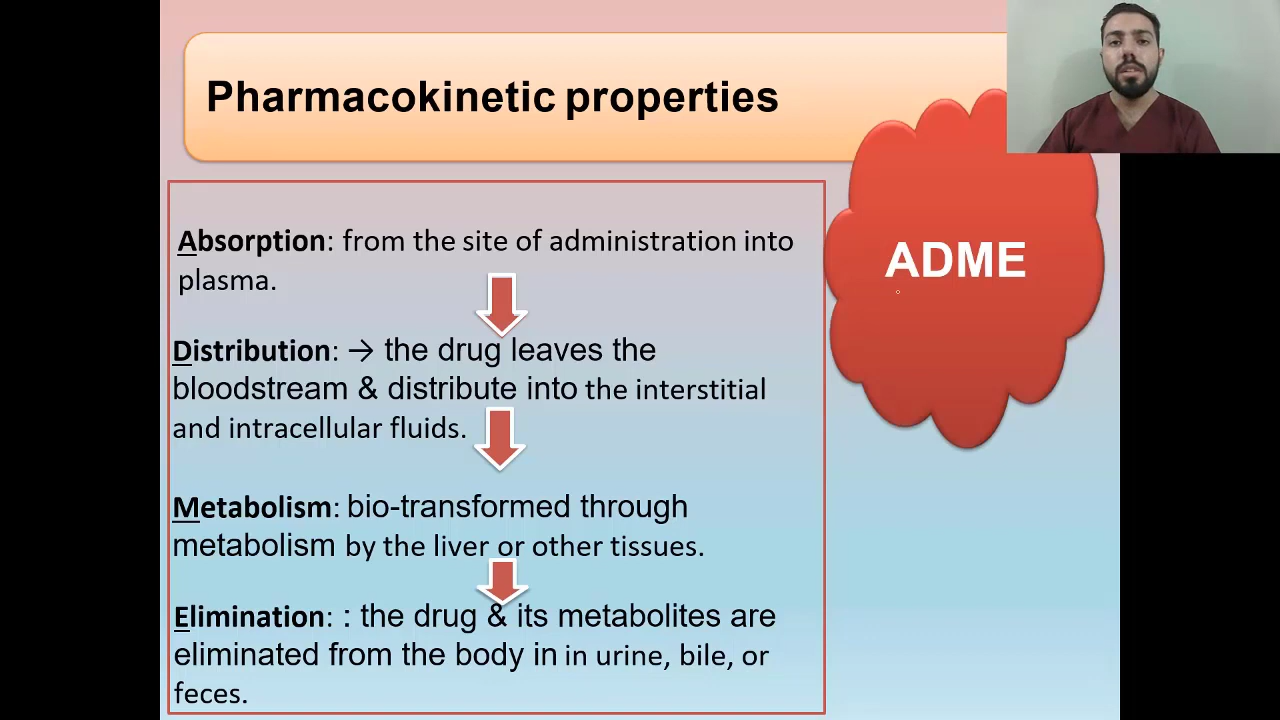 Pharmacokinetic properties
ADME
Absorption: from the site of administration into
plasma.
Distribution: → the drug leaves the
bloodstream & distribute into the interstitial
and intracellular fluids.
Metabolism: bio-transformed through
metabolism by the liver or other tissues.
Elimination: : the drug & its metabolites are
eliminated from the body in in urine, bile, or
feces.